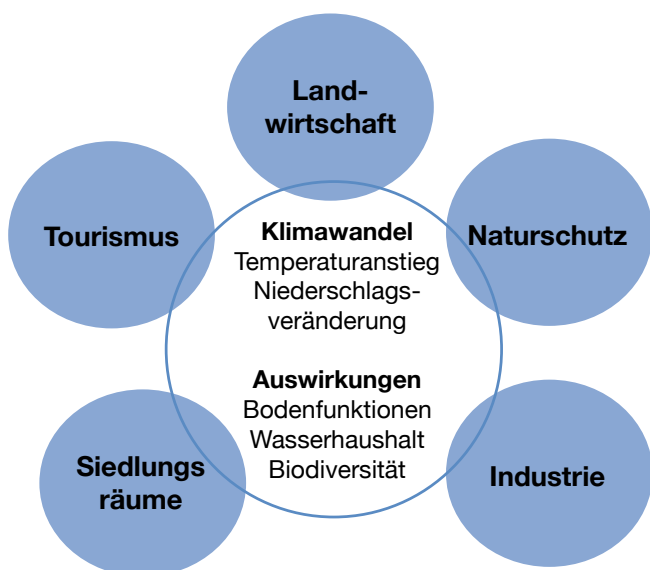 Land-
wirtschaft
Tourismus
Naturschutz
Klimawandel
Temperaturanstieg
Niederschlags-
veränderung
Auswirkungen
Bodenfunktionen
Wasserhaushalt
Biodiversität
Siedlungs
räume
Industrie